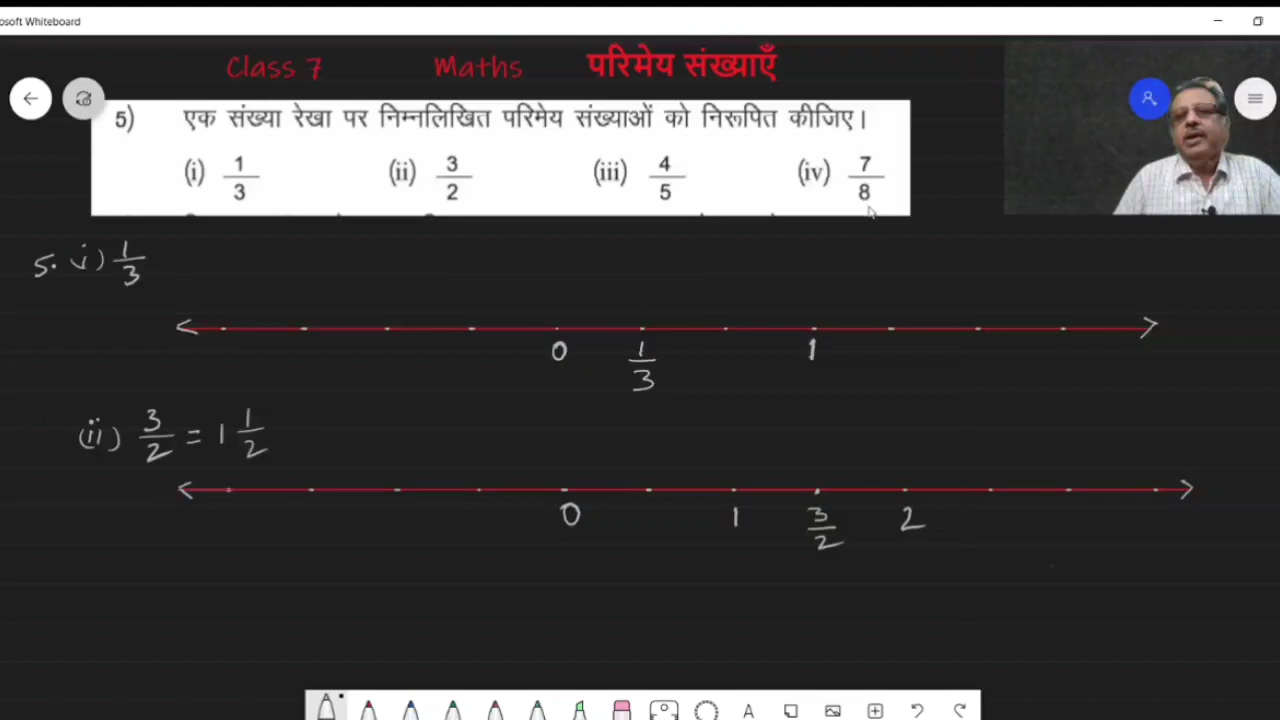 osoft Whiteboard
Class 7 Maths परिमेय संख्याएँ
5) एक संख्या रेखा पर निम्नलिखित परिमेय संख्याओं को निरूपित कीजिए।
(i) 1/3 (ii) 3/2 (iii) 4/5 (iv) 7/8
5. i) 1/3
0 1/3 1
(ii) 3/2 = 1 1/2
0 1 3/2 2
A